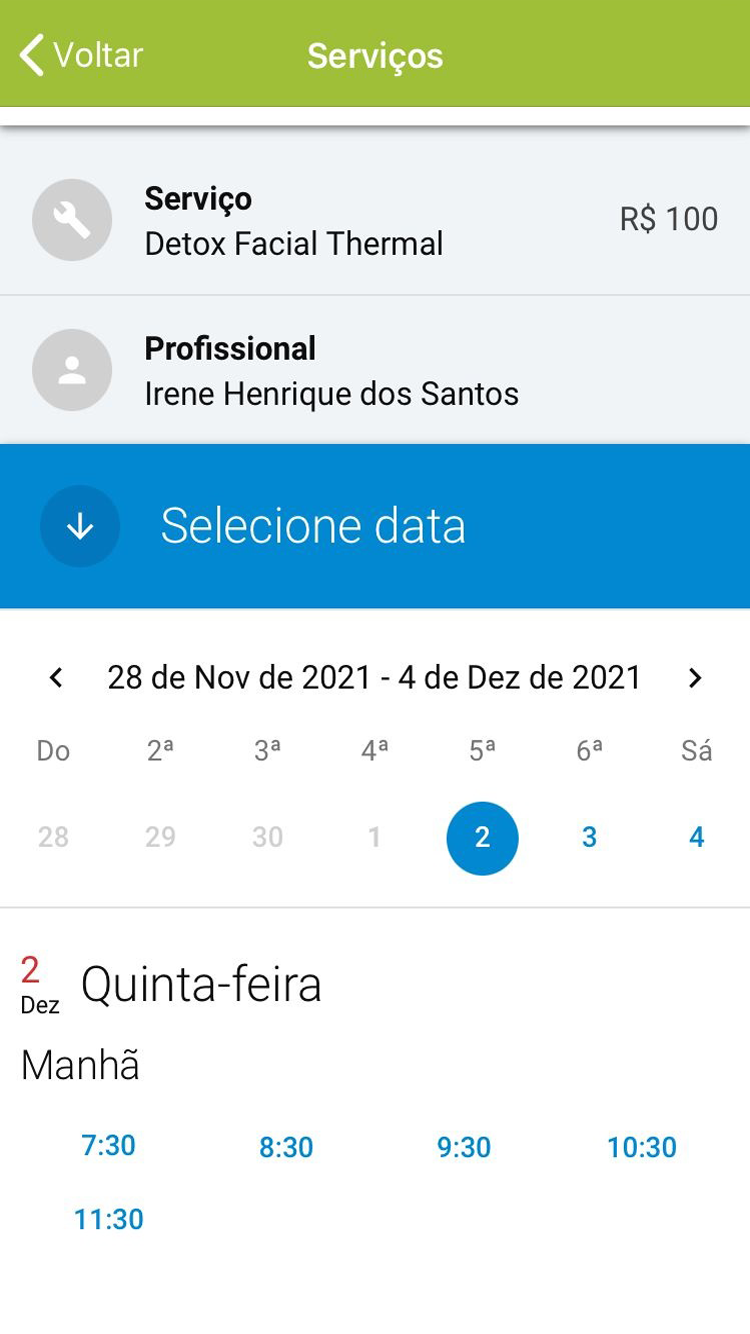 Voltar Serviços
Serviço
Detox Facial Thermal
R$ 100
Profissional
Irene Henrique dos Santos
Selecione data
28 de Nov de 2021 - 4 de Dez de 2021
Do 2ª 3ª 4ª 5ª 6ª Sá
28 29 30 1 2 3 4
2
Dez
Quinta-feira
Manhã
7:30 8:30 9:30 10:30
11:30